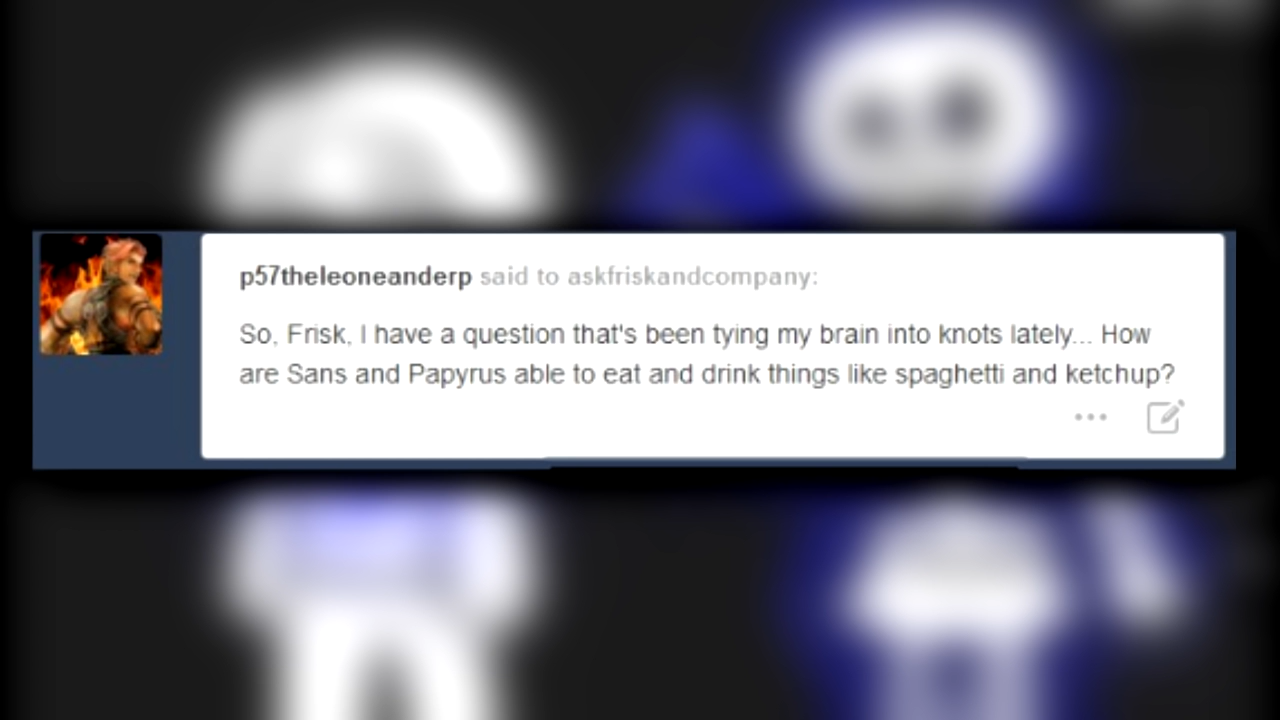 p57theleoneanderp said to askfriskandcompany:
So, Frisk, I have a question that's been tying my brain into knots lately... How
are Sans and Papyrus able to eat and drink things like spaghetti and ketchup?